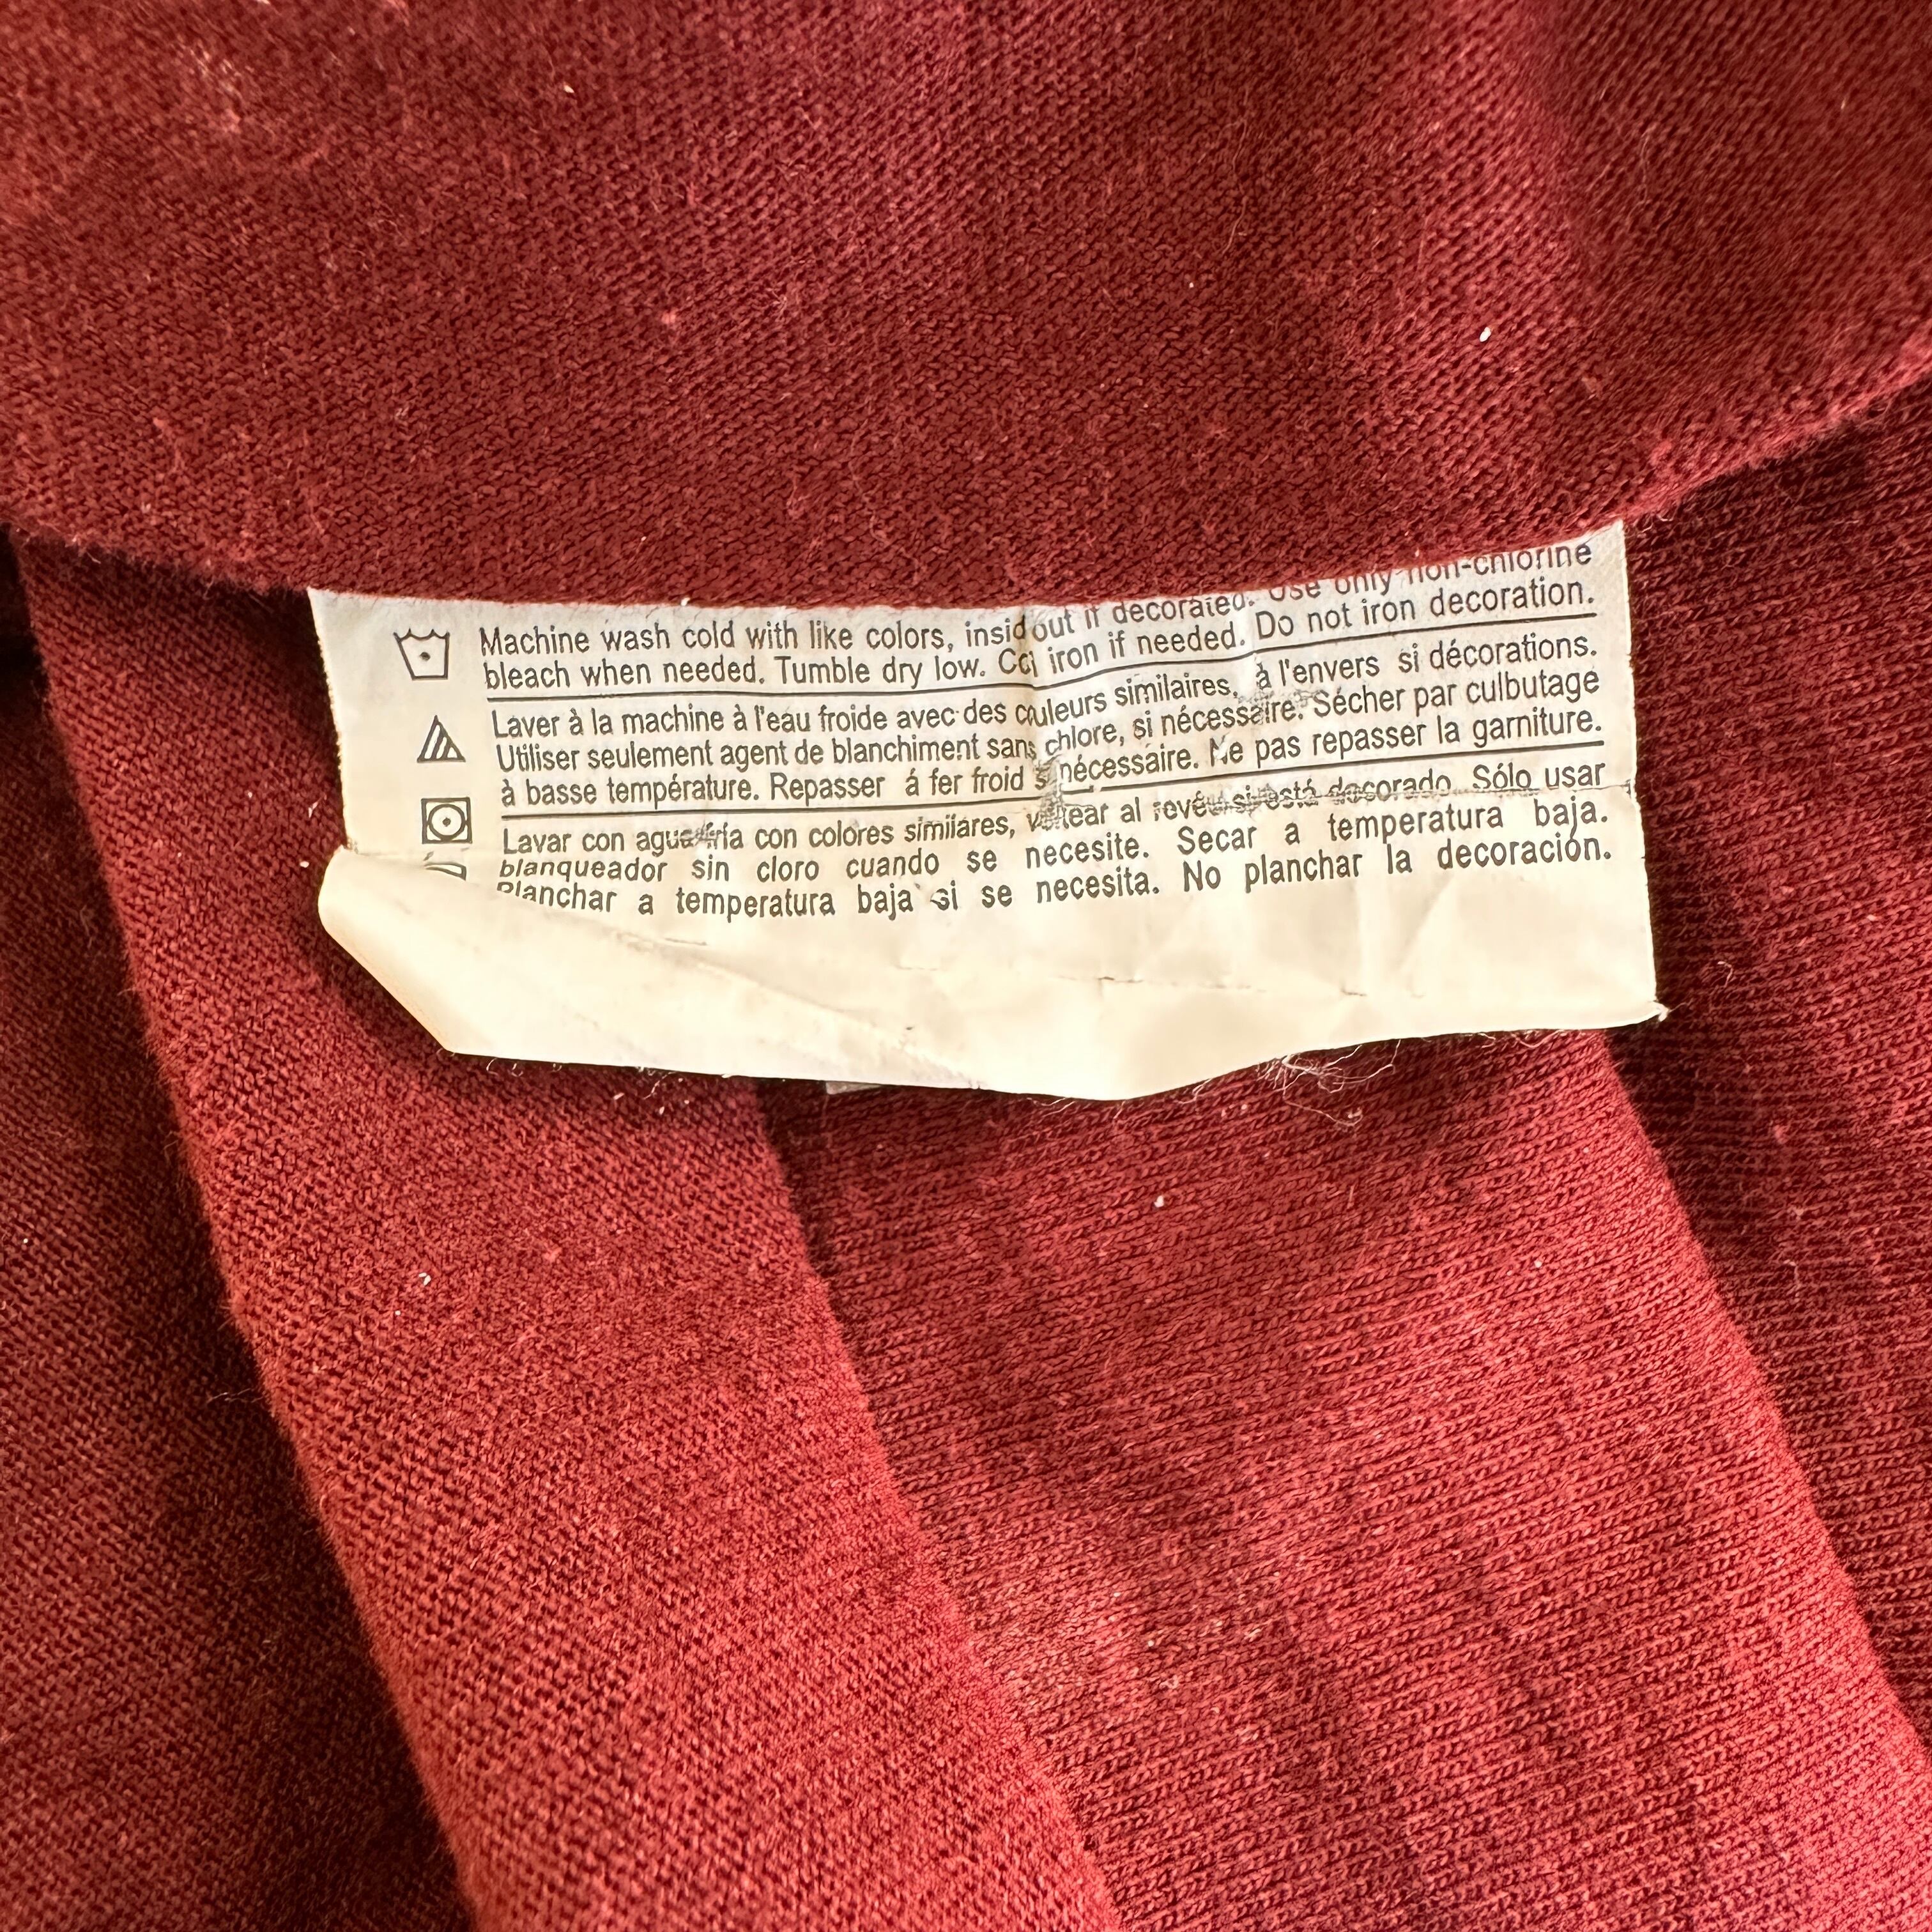 Machine wash cold with like colors, inside out if decorated. Use only non-chlorine
bleach when needed. Tumble dry low. iron if needed. Do not iron decoration.
Laver à la machine à l'eau froide avec des couleurs similaires, à l'envers si décorations.
Utiliser seulement agent de blanchiment sans chlore, si nécessaire. Sécher par culbutage
à basse température. Repasser á fer froid nécessaire. Ne pas repasser la garniture.
Lavar con agua fría con colores similares, voltear al si está decorado. Sólo usar
blanqueador sin cloro cuando se necesite. Secar a temperatura baja.
Planchar a temperatura baja si se necesita. No planchar la decoración.